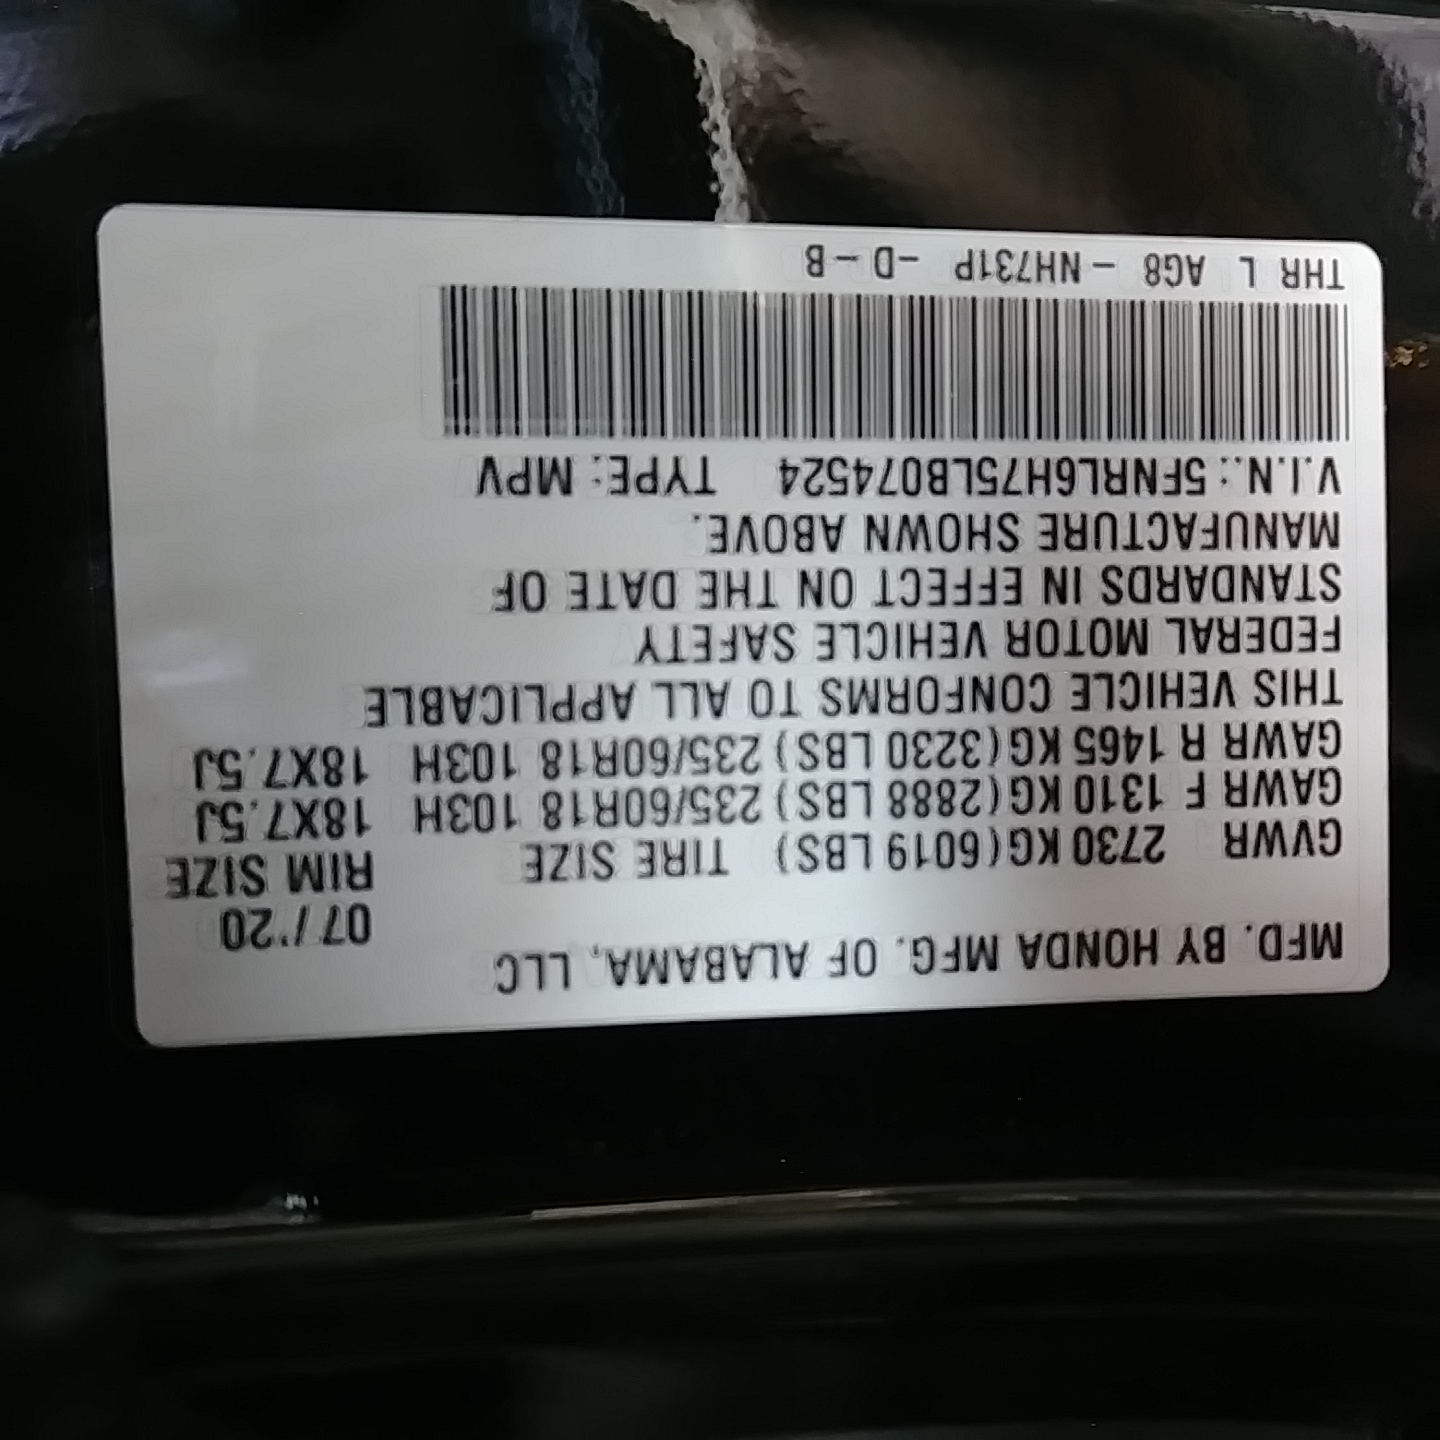 MFD. BY HONDA MFG. OF ALABAMA, LLC 07/'20
GVWR 2730 KG(6019 LBS) TIRE SIZE RIM SIZE
GAWR F 1310 KG(2888 LBS) 235/60R18 103H 18X7.5J
GAWR R 1465 KG(3230 LBS) 235/60R18 103H 18X7.5J
THIS VEHICLE CONFORMS TO ALL APPLICABLE
FEDERAL MOTOR VEHICLE SAFETY
STANDARDS IN EFFECT ON THE DATE OF
MANUFACTURE SHOWN ABOVE.
V.I.N.: 5FNRL6H75LB074524 TYPE: MPV
THR L AG8 - NH731P -D-B